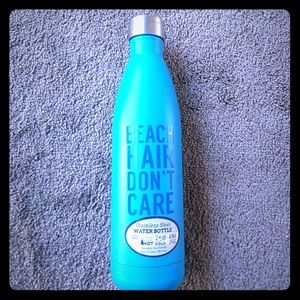 BEACH
HAIR
DON'T
CARE
Stainless Steel
WATER BOTTLE
HOT COLD